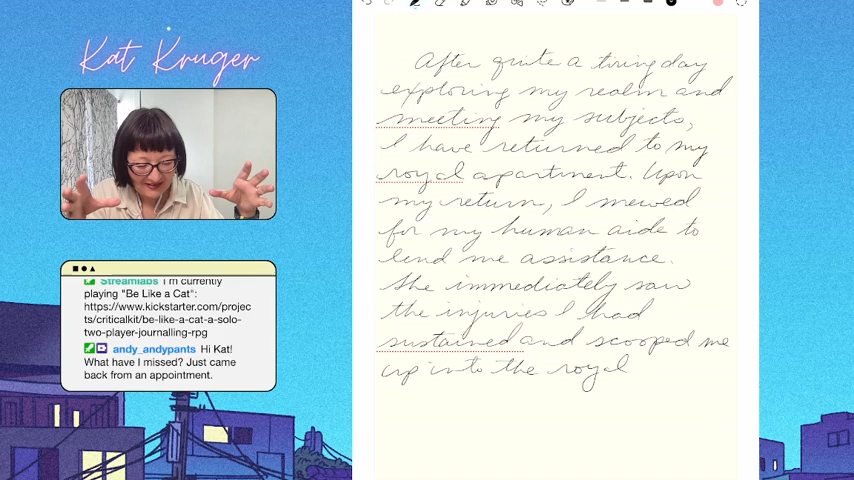 Kat Kruger
Streamlabs I'm currently
playing "Be Like a Cat":
https://www.kickstarter.com/projec
ts/criticalkit/be-like-a-cat-a-solo-
two-player-journalling-rpg
andy_andypants Hi Kat!
What have I missed? Just came
back from an appointment.
After quite a tiring day
exploring my realm and
meeting my subjects,
I have returned to my
royal apartment. Upon
my return, I mewed
for my human aide to
lend me assistance.
She immediately saw
the injuries I had
sustained and scooped me
up into the royal